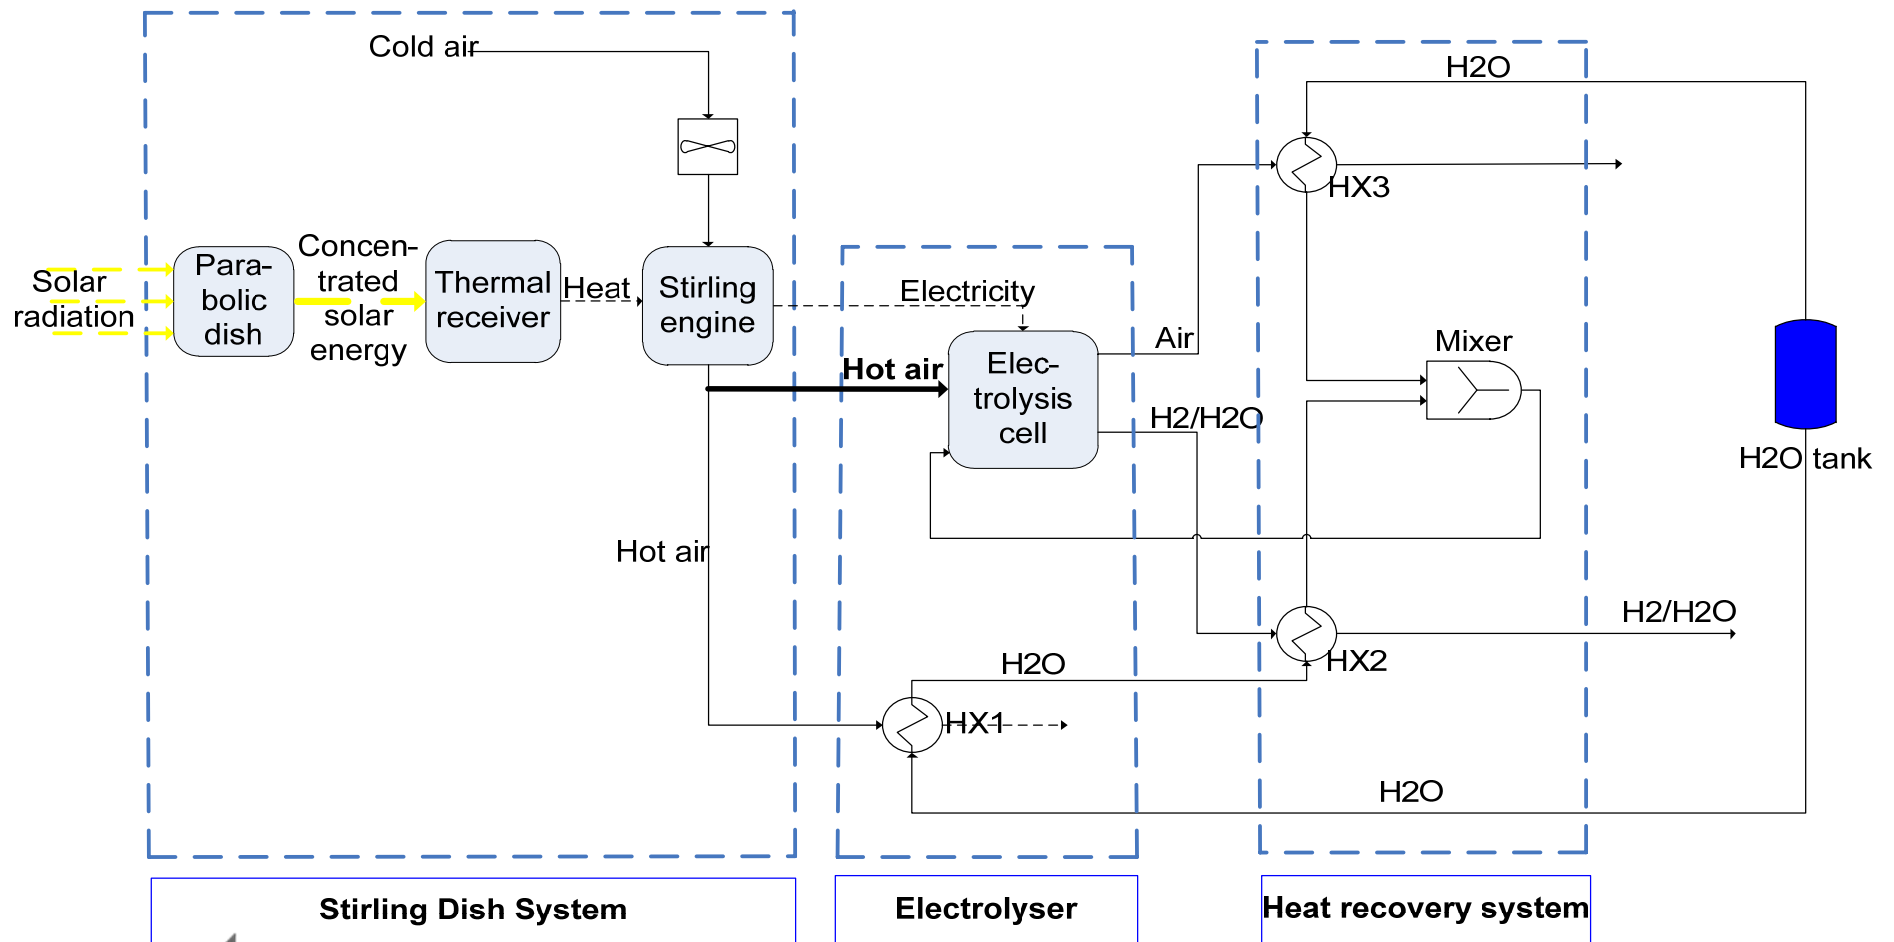 Cold air
H2O
HX3
Solar
radiation
Para-
bolic
dish
Concen-
trated
solar
energy
Thermal
receiver
Heat
Stirling
engine
Electricity
Hot air
Elec-
trolysis
cell
Air
H2/H2O
Mixer
H2O tank
Hot air
H2/H2O
HX2
H2O
HX1
H2O
Stirling Dish System
Electrolyser
Heat recovery system